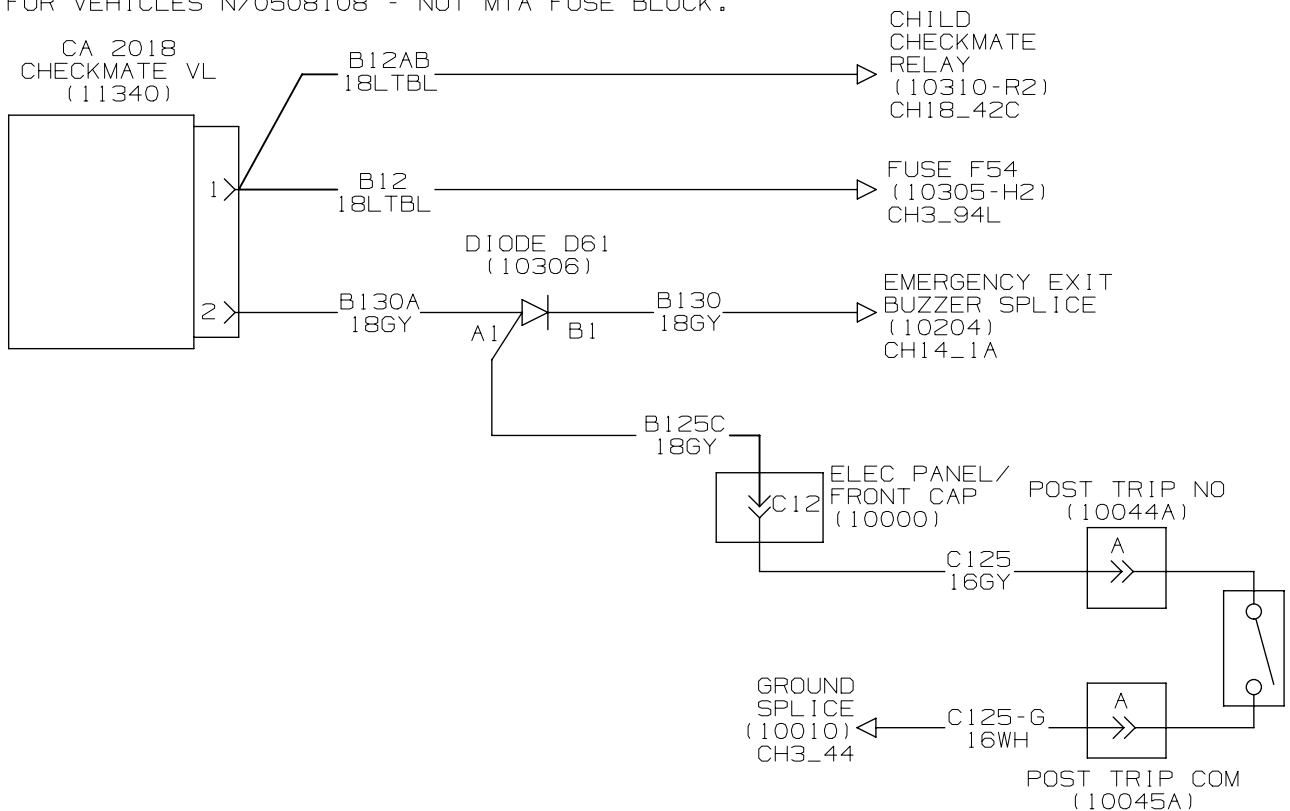 FOR VEHICLES N/0508108 - NOT MTA FUSE BLOCK.
CA 2018
CHECKMATE VL
(11340)
B12AB
18LTBL
CHILD
CHECKMATE
RELAY
(10310-R2)
CH18_42C
1
B12
18LTBL
FUSE F54
(10305-H2)
CH3_94L
DIODE D61
(10306)
2
B130A
18GY
A1
B1
B130
18GY
EMERGENCY EXIT
BUZZER SPLICE
(10204)
CH14_1A
B125C
18GY
C12
ELEC PANEL/
FRONT CAP
(10000)
POST TRIP NO
(10044A)
A
C125
16GY
GROUND
SPLICE
(10010)
CH3_44
C125-G
16WH
A
POST TRIP COM
(10045A)